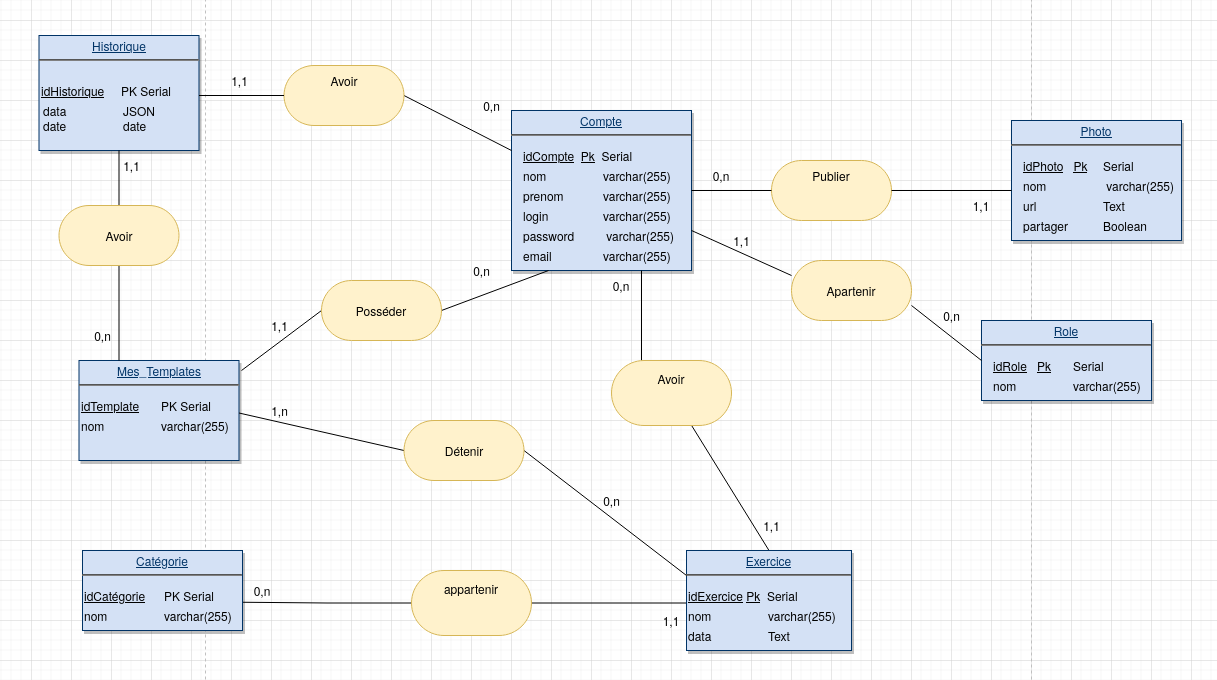 Historique
idHistorique PK Serial
data JSON
date date
1,1
Avoir
0,n
Compte
idCompte Pk Serial
nom varchar(255)
prenom varchar(255)
login varchar(255)
password varchar(255)
email varchar(255)
0,n
Publier
1,1
Photo
idPhoto Pk Serial
nom varchar(255)
url Text
partager Boolean
1,1
Avoir
0,n
1,1
Apartenir
0,n
Role
idRole Pk Serial
nom varchar(255)
0,n
Posséder
1,1
0,n
Avoir
1,1
Mes_Templates
idTemplate PK Serial
nom varchar(255)
1,n
Détenir
0,n
Catégorie
idCatégorie PK Serial
nom varchar(255)
0,n
appartenir
1,1
Exercice
idExercice Pk Serial
nom varchar(255)
data Text